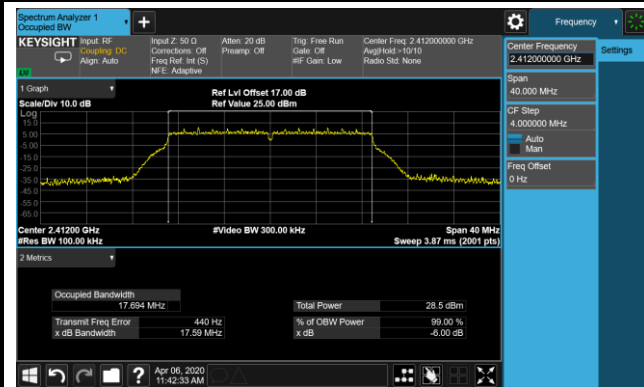 Spectrum Analyzer 1
Occupied BW
Frequency
KEYSIGHT
Input: RF
Coupling: DC
Align: Auto
Input Z: 50 Ω
Corrections: Off
Freq Ref: Int (S)
NFE: Adaptive
Atten: 20 dB
Preamp: Off
Trig: Free Run
Gate: Off
#IF Gain: Low
Center Freq: 2.412000000 GHz
Avg|Hold:>10/10
Radio Std: None
LV
Center Frequency
2.412000000 GHz
Settings
Span
40.000 MHz
CF Step
4.000000 MHz
Auto
Man
Freq Offset
0 Hz
1 Graph
Scale/Div 10.0 dB
Ref Lvl Offset 17.00 dB
Ref Value 25.00 dBm
Log
15.0
5.00
-5.00
-15.0
-25.0
-35.0
-45.0
-55.0
-65.0
Center 2.41200 GHz
#Video BW 300.00 kHz
Span 40 MHz
#Res BW 100.00 kHz
Sweep 3.87 ms (2001 pts)
2 Metrics
Occupied Bandwidth
17.694 MHz
Total Power 28.5 dBm
Transmit Freq Error 440 Hz
% of OBW Power 99.00 %
x dB Bandwidth 17.59 MHz
x dB -6.00 dB
Apr 06, 2020
11:42:33 AM